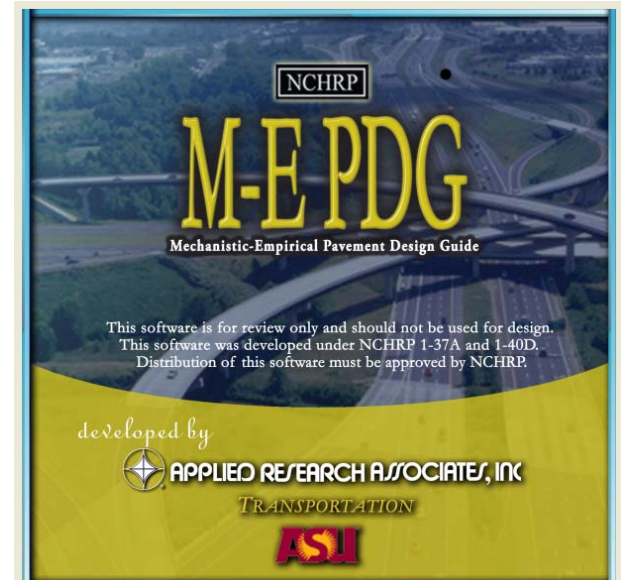 NCHRP
M-E PDG
Mechanistic-Empirical Pavement Design Guide
This software is for review only and should not be used for design.
This software was developed under NCHRP 1-37A and 1-40D.
Distribution of this software must be approved by NCHRP.
developed by
APPLIED RESEARCH ASSOCIATES, INC
TRANSPORTATION
ASU